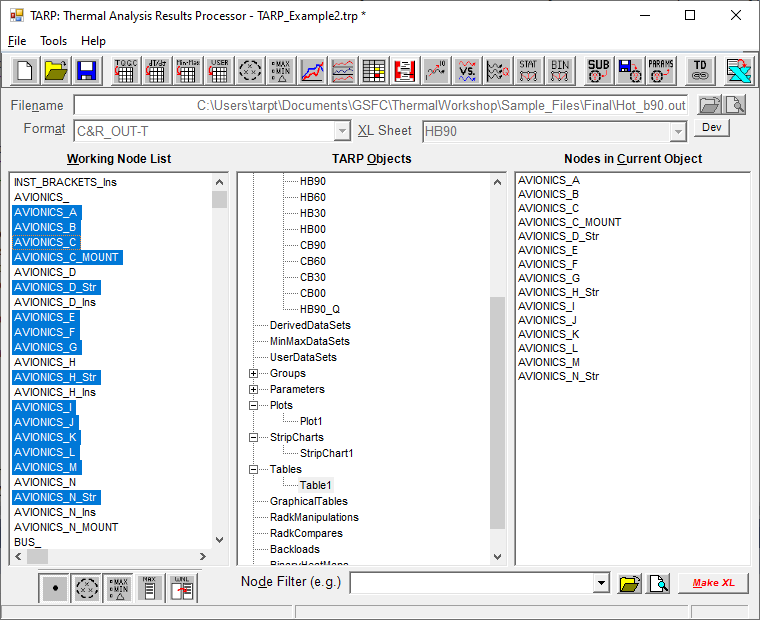 TARP: Thermal Analysis Results Processor - TARP_Example2.trp *
File Tools Help
TQGC dT/dt Min-Max USER MAX MIN VS. Q STAT BIN SUB PARAMS TD
Filename C:\Users\tarpt\Documents\GSFC\ThermalWorkshop\Sample_Files\Final\Hot_b90.out
Format C&R_OUT-T XL Sheet HB90 Dev
Working Node List
INST_BRACKETS_Ins
AVIONICS_
AVIONICS_A
AVIONICS_B
AVIONICS_C
AVIONICS_C_MOUNT
AVIONICS_D
AVIONICS_D_Str
AVIONICS_D_Ins
AVIONICS_E
AVIONICS_F
AVIONICS_G
AVIONICS_H
AVIONICS_H_Str
AVIONICS_H_Ins
AVIONICS_I
AVIONICS_J
AVIONICS_K
AVIONICS_L
AVIONICS_M
AVIONICS_N
AVIONICS_N_Str
AVIONICS_N_Ins
AVIONICS_N_MOUNT
BUS_
TARP Objects
HB90
HB60
HB30
HB00
CB90
CB60
CB30
CB00
HB90_Q
DerivedDataSets
MinMaxDataSets
UserDataSets
Groups
Parameters
Plots
Plot1
StripCharts
StripChart1
Tables
Table1
GraphicalTables
RadkManipulations
RadkCompares
Backloads
BinaryHeatMaps
Nodes in Current Object
AVIONICS_A
AVIONICS_B
AVIONICS_C
AVIONICS_C_MOUNT
AVIONICS_D_Str
AVIONICS_E
AVIONICS_F
AVIONICS_G
AVIONICS_H_Str
AVIONICS_I
AVIONICS_J
AVIONICS_K
AVIONICS_L
AVIONICS_M
AVIONICS_N_Str
MAX MIN MAX WNL
Node Filter (e.g.) Make XL